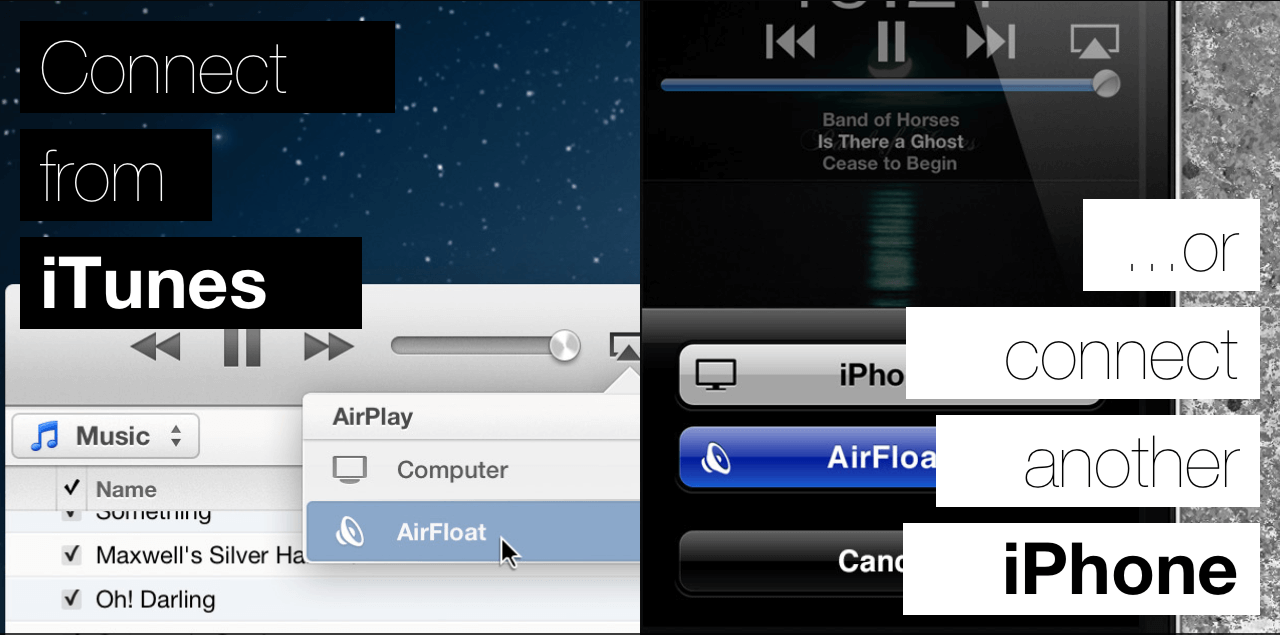 Connect
from
iTunes
AirPlay
Music
Computer
Name
Something
AirFloat
Maxwell's Silver Ha
Oh! Darling
Band of Horses
Is There a Ghost
Cease to Begin
...or
iPho
connect
AirFloa
another
Canc
iPhone